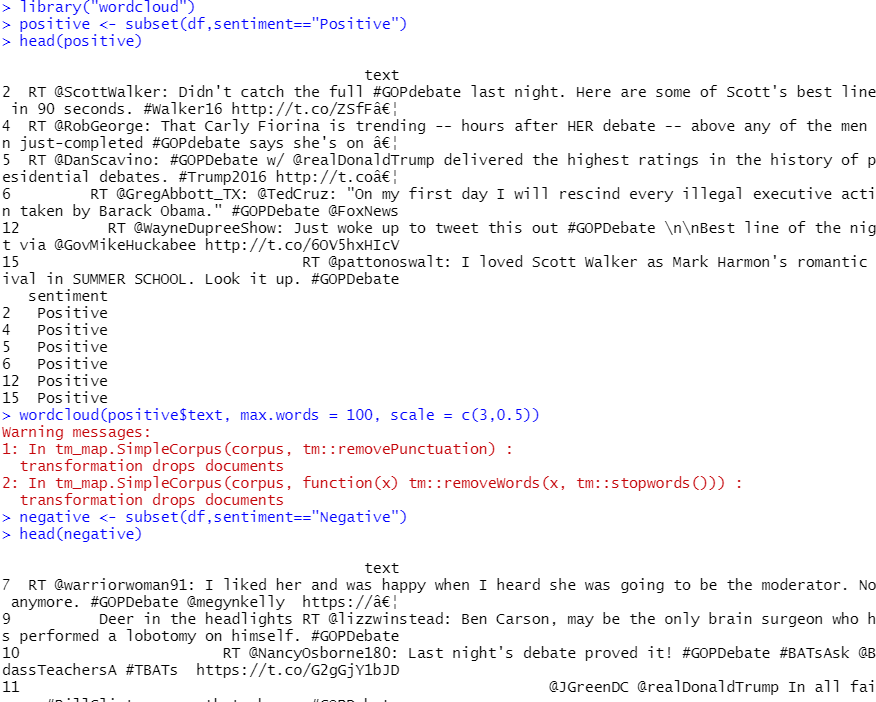 > library("wordcloud")
> positive <- subset(df,sentiment=="Positive")
> head(positive)
text
2  RT @ScottWalker: Didn't catch the full #GOPdebate last night. Here are some of Scott's best line
 in 90 seconds. #Walker16 http://t.co/ZSfFâ€¦
4  RT @RobGeorge: That Carly Fiorina is trending -- hours after HER debate -- above any of the men
n just-completed #GOPdebate says she's on â€¦
5  RT @DanScavino: #GOPDebate w/ @realDonaldTrump delivered the highest ratings in the history of p
esidential debates. #Trump2016 http://t.coâ€¦
6         RT @GregAbbott_TX: @TedCruz: "On my first day I will rescind every illegal executive acti
n taken by Barack Obama." #GOPDebate @FoxNews
12          RT @WayneDupreeShow: Just woke up to tweet this out #GOPDebate \n\nBest line of the nig
t via @GovMikeHuckabee http://t.co/6OV5hxHIcV
15                                RT @pattonoswalt: I loved Scott Walker as Mark Harmon's romantic
ival in SUMMER SCHOOL. Look it up. #GOPDebate
   sentiment
2   Positive
4   Positive
5   Positive
6   Positive
12  Positive
15  Positive
> wordcloud(positive$text, max.words = 100, scale = c(3,0.5))
Warning messages:
1: In tm_map.SimpleCorpus(corpus, tm::removePunctuation) :
  transformation drops documents
2: In tm_map.SimpleCorpus(corpus, function(x) tm::removeWords(x, tm::stopwords())) :
  transformation drops documents
> negative <- subset(df,sentiment=="Negative")
> head(negative)
text
7  RT @warriorwoman91: I liked her and was happy when I heard she was going to be the moderator. No
 anymore. #GOPDebate @megynkelly  https://â€¦
9          Deer in the headlights RT @lizzwinstead: Ben Carson, may be the only brain surgeon who h
s performed a lobotomy on himself. #GOPDebate
10                       RT @NancyOsborne180: Last night's debate proved it! #GOPDebate #BATsAsk @B
dassTeachersA #TBATs  https://t.co/G2gGjY1bJD
11                                                             @JGreenDC @realDonaldTrump In all fai